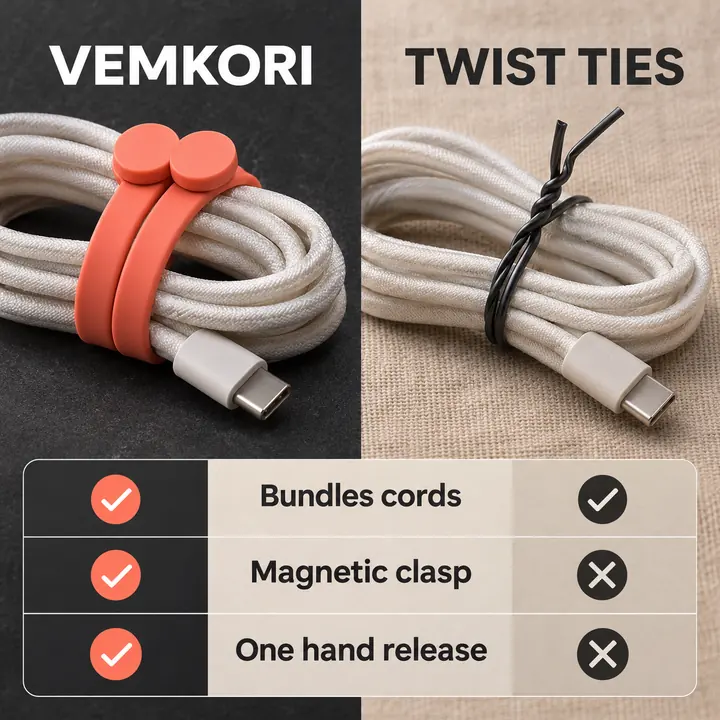 VEMKORI
TWIST TIES
Bundles cords
Magnetic clasp
One hand release